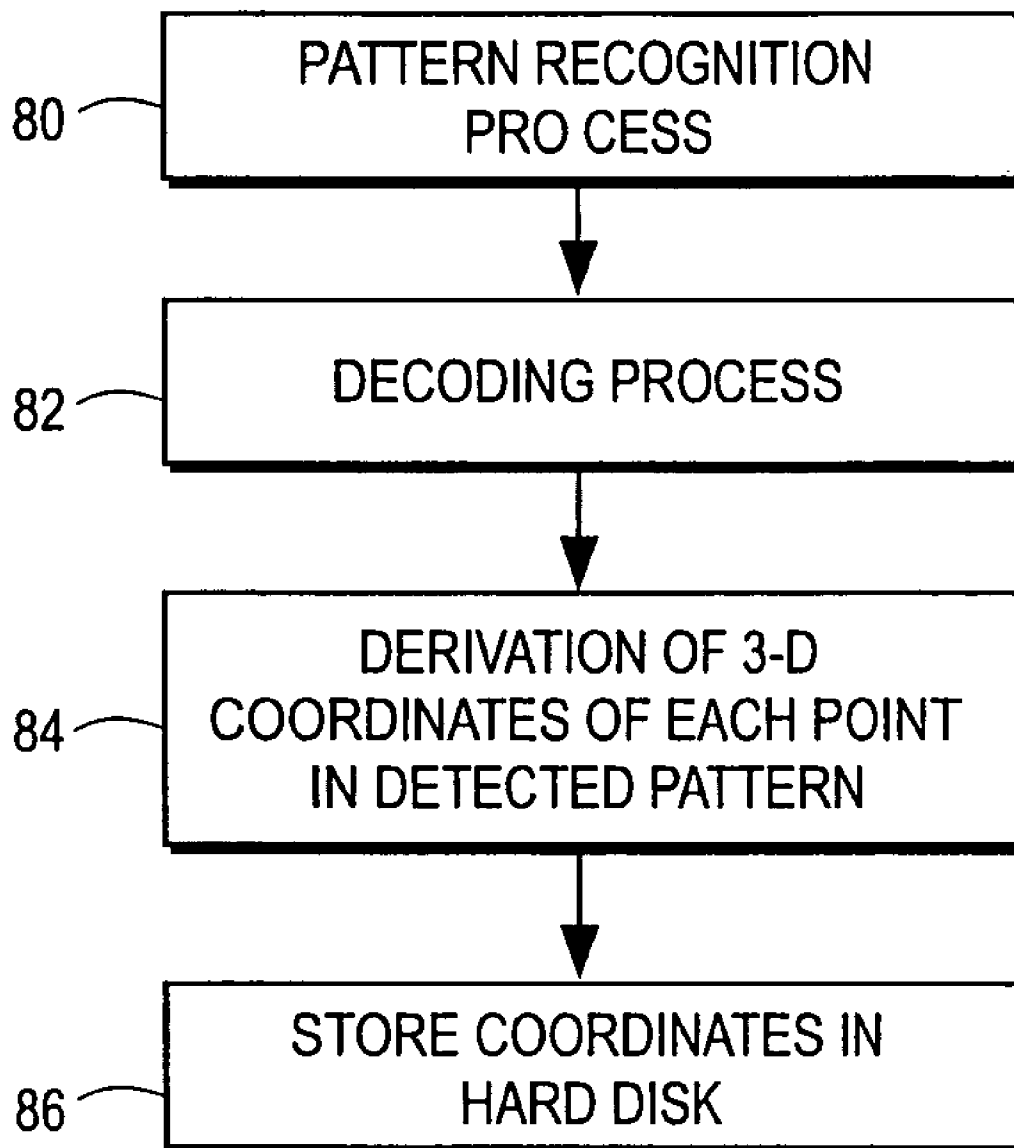 PATTERN RECOGNITION
PRO CESS
80
DECODING PROCESS
82
DERIVATION OF 3-D
COORDINATES OF EACH POINT
IN DETECTED PATTERN
84
STORE COORDINATES IN
HARD DISK
86